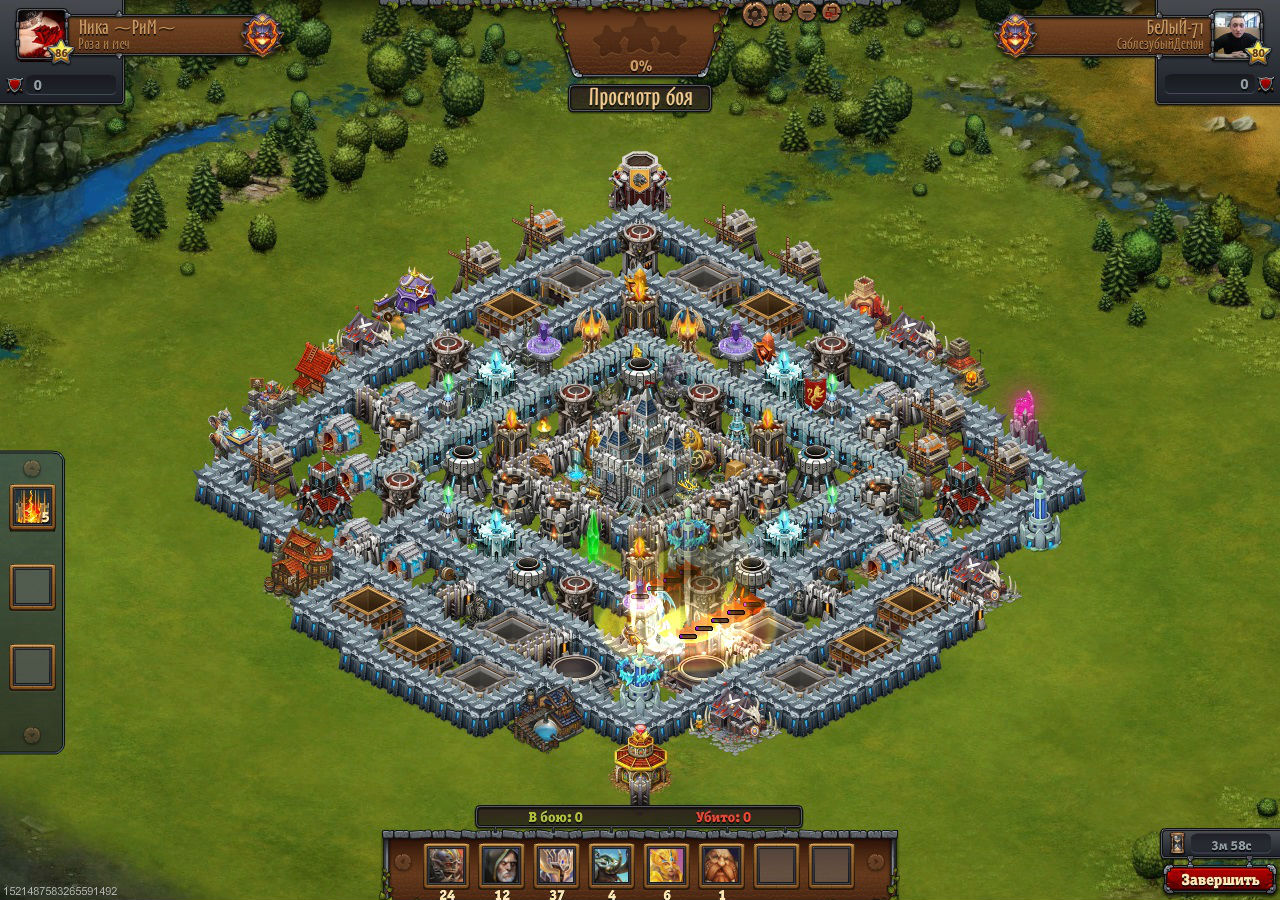 Ника ~РиМ~
Роза и меч
86
0
0%
Просмотр боя
БеЛыЙ-71
СаблезубыйДемон
80
0
5
В бою: 0
Убито: 0
24
12
37
4
6
1
3м 58с
Завершить
1521487583265591492